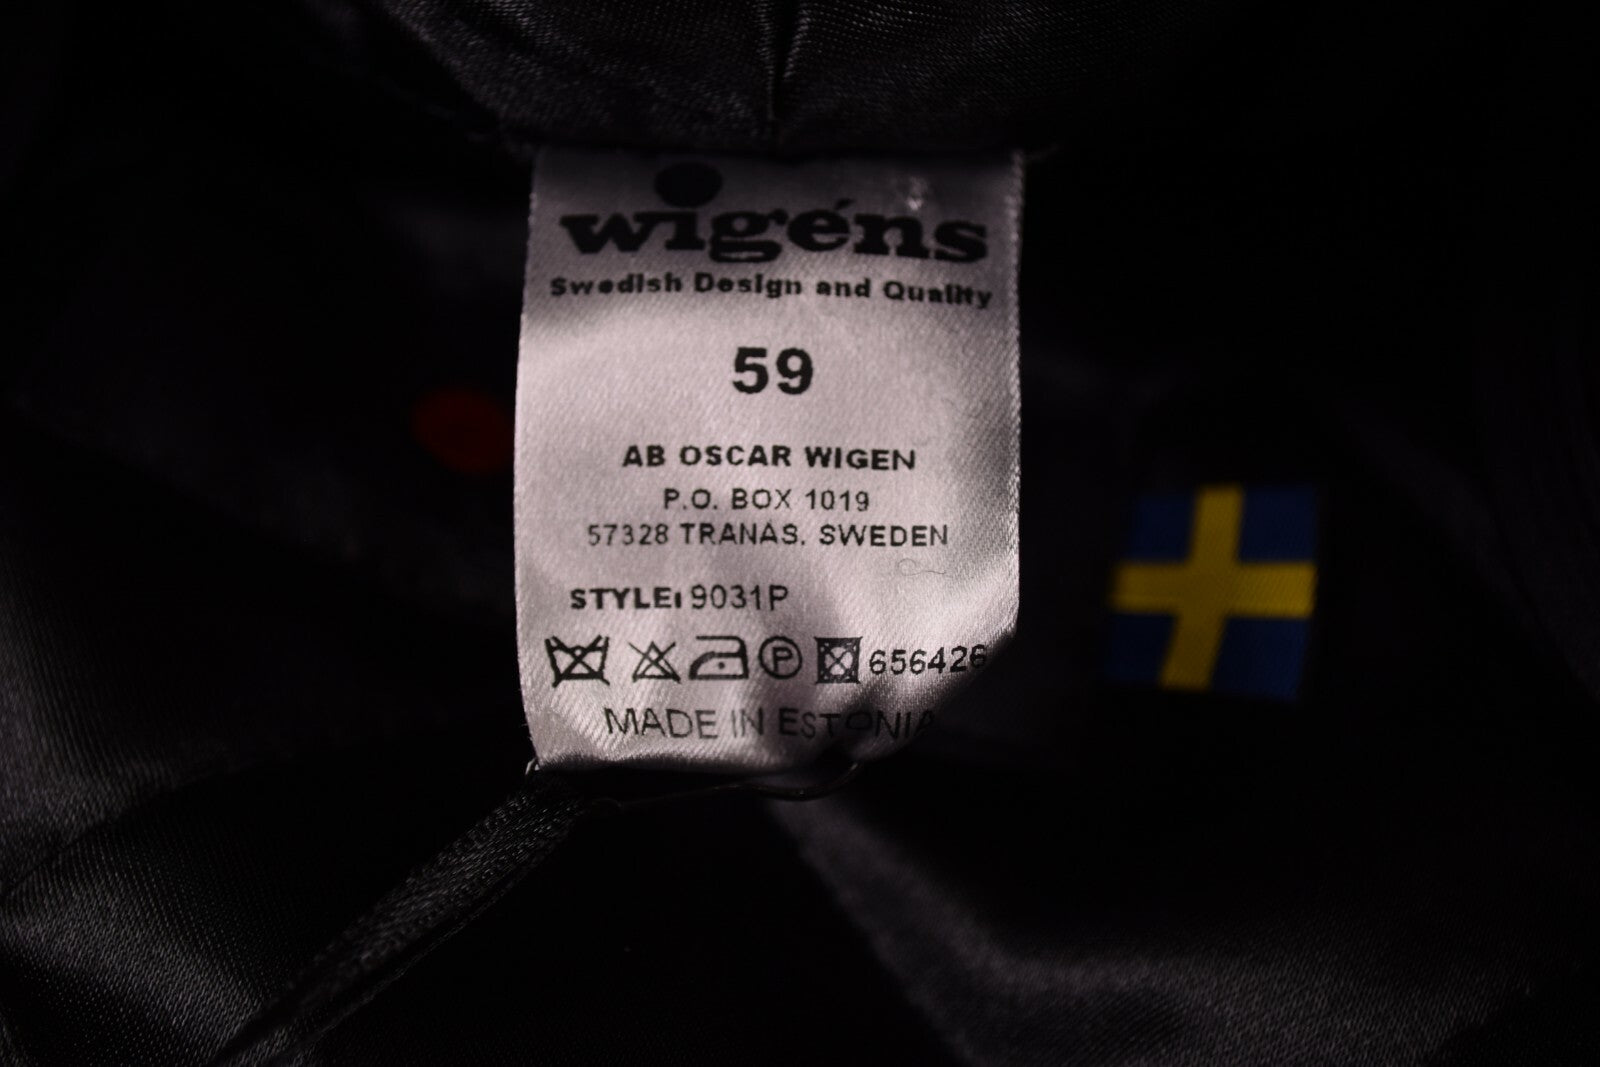 wigéns
Swedish Design and Quality
59
AB OSCAR WIGEN
P.O. BOX 1019
57328 TRANAS. SWEDEN
STYLE: 9031P
P 656426
MADE IN ESTONIA